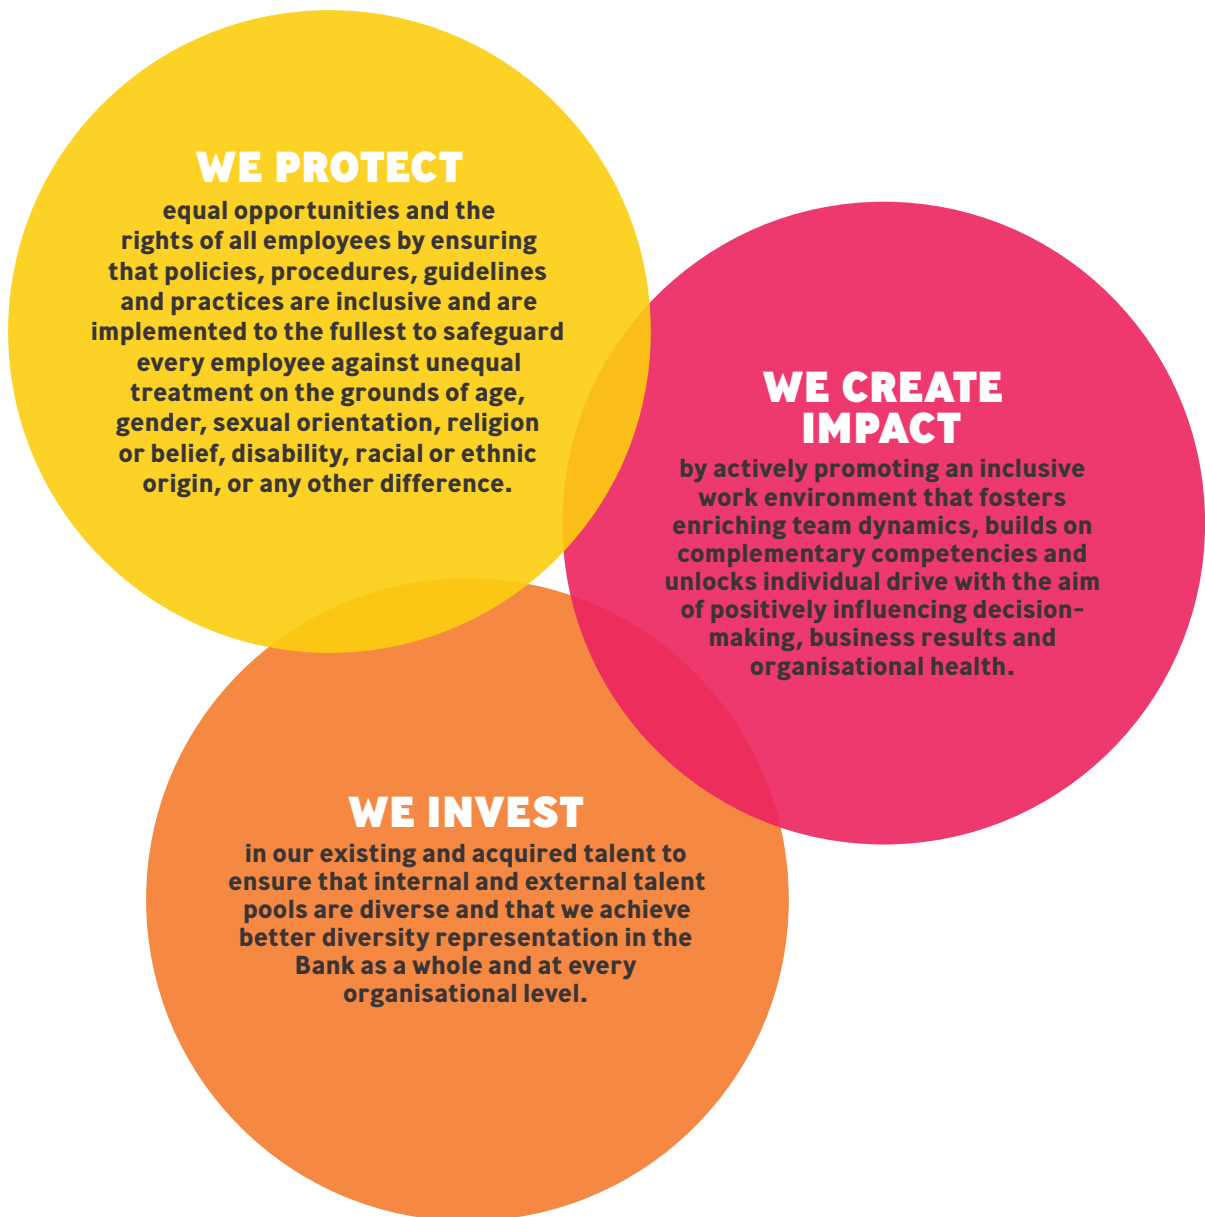 WE PROTECT
equal opportunities and the
rights of all employees by ensuring
that policies, procedures, guidelines
and practices are inclusive and are
implemented to the fullest to safeguard
every employee against unequal
treatment on the grounds of age,
gender, sexual orientation, religion
or belief, disability, racial or ethnic
origin, or any other difference.
WE CREATE
IMPACT
by actively promoting an inclusive
work environment that fosters
enriching team dynamics, builds on
complementary competencies and
unlocks individual drive with the aim
of positively influencing decision-
making, business results and
organisational health.
WE INVEST
in our existing and acquired talent to
ensure that internal and external talent
pools are diverse and that we achieve
better diversity representation in the
Bank as a whole and at every
organisational level.